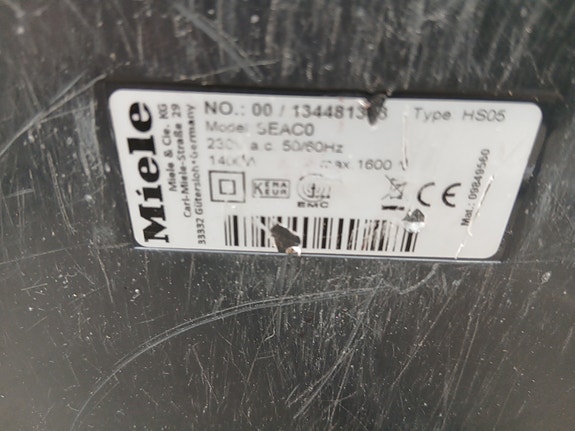 Miele
Miele & Cie. KG
Carl-Miele-Straße 29
33332 Gütersloh•Germany
NO.: 00 / Type HS05
Model SEAC0
a.c. 50/60Hz
max 1600
KEMA
KEUR
EMC
CE
Mat.: 09849560